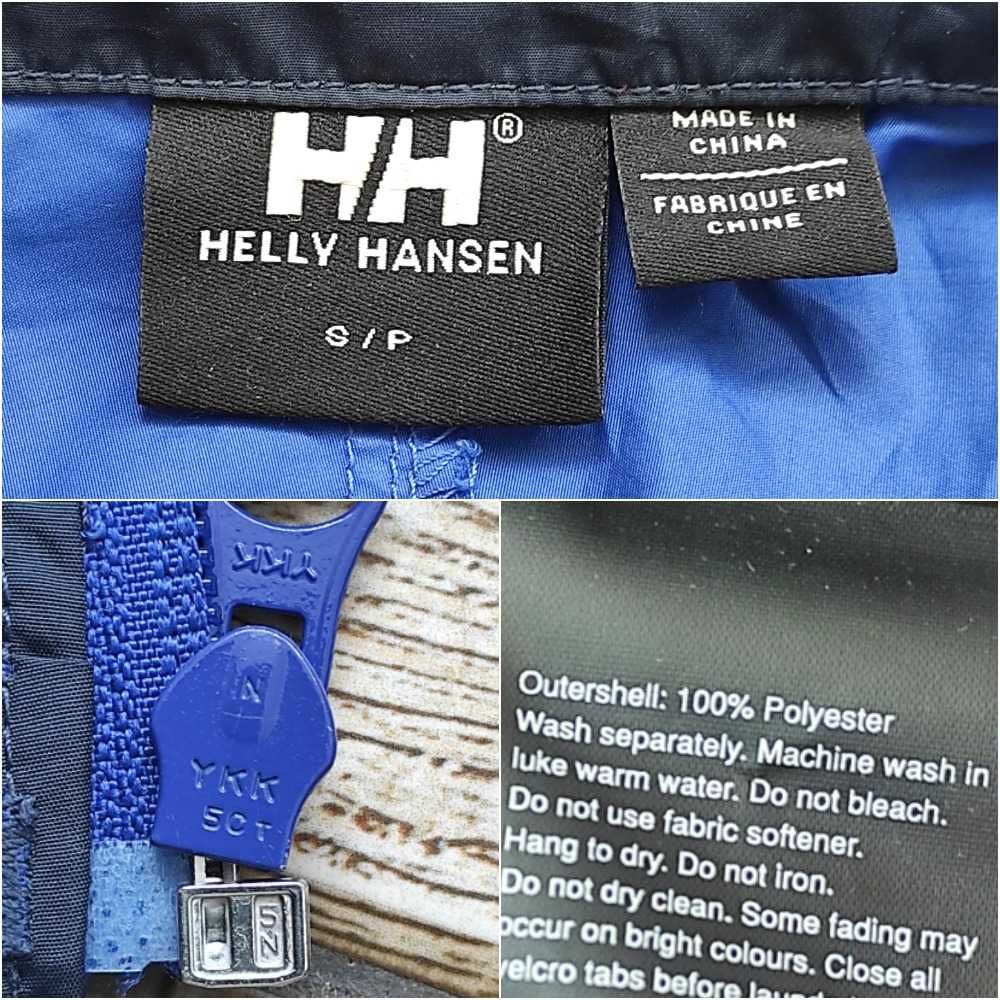 HH®
HELLY HANSEN
S / P
MADE IN
CHINA
FABRIQUE EN
CHINE
YKK
N
YKK
5CT
5
N
Outershell: 100% Polyester
Wash separately. Machine wash in
luke warm water. Do not bleach.
Do not use fabric softener.
Hang to dry. Do not iron.
Do not dry clean. Some fading may
occur on bright colours. Close all
velcro tabs before